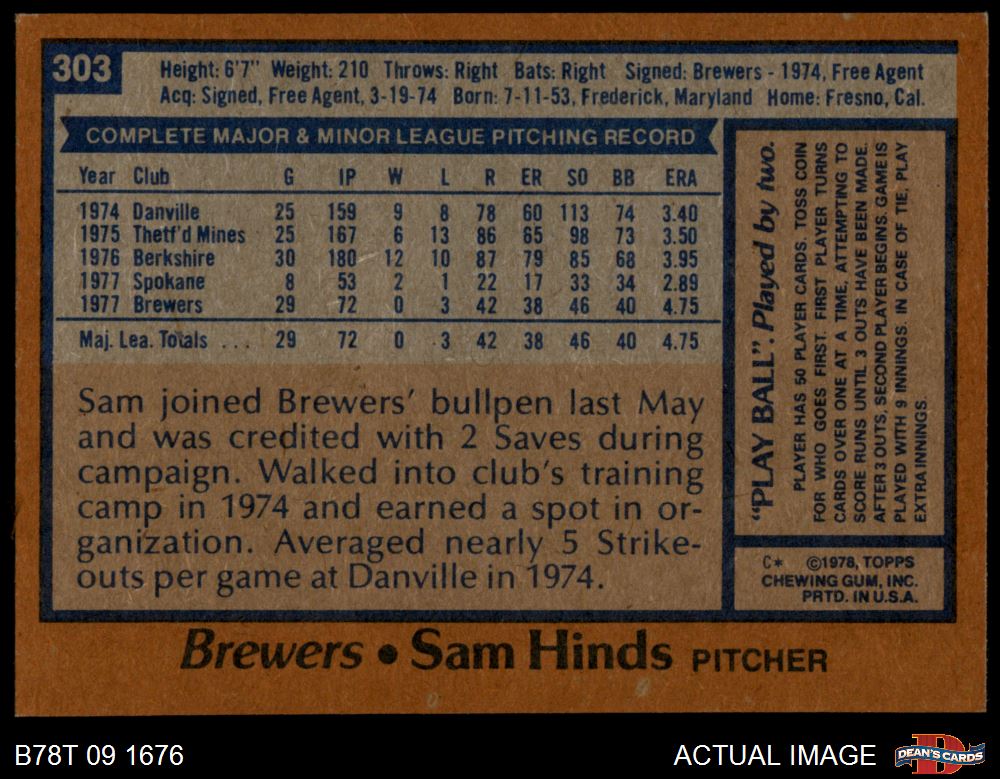 303
Height: 6'7" Weight: 210 Throws: Right Bats: Right Signed: Brewers - 1974, Free Agent
Acq: Signed, Free Agent, 3-19-74 Born: 7-11-53, Frederick, Maryland Home: Fresno, Cal.
COMPLETE MAJOR & MINOR LEAGUE PITCHING RECORD
Year Club G IP W L R ER SO BB ERA
1974 Danville 25 159 9 8 78 60 113 74 3.40
1975 Thetf'd Mines 25 167 6 13 86 65 98 73 3.50
1976 Berkshire 30 180 12 10 87 79 85 68 3.95
1977 Spokane 8 53 2 1 22 17 33 34 2.89
1977 Brewers 29 72 0 3 42 38 46 40 4.75
Maj. Lea. Totals ... 29 72 0 3 42 38 46 40 4.75
Sam joined Brewers' bullpen last May
and was credited with 2 Saves during
campaign. Walked into club's training
camp in 1974 and earned a spot in or-
ganization. Averaged nearly 5 Strike-
outs per game at Danville in 1974.
"PLAY BALL". Played by two.
PLAYER HAS 50 PLAYER CARDS. TOSS COIN
FOR WHO GOES FIRST. FIRST PLAYER TURNS
CARDS OVER ONE AT A TIME, ATTEMPTING TO
SCORE RUNS UNTIL 3 OUTS HAVE BEEN MADE.
AFTER 3 OUTS, SECOND PLAYER BEGINS. GAME IS
PLAYED WITH 9 INNINGS. IN CASE OF TIE, PLAY
EXTRA INNINGS.
C* ©1978, TOPPS
CHEWING GUM, INC.
PRTD. IN U.S.A.
Brewers • Sam Hinds PITCHER
B78T 09 1676
ACTUAL IMAGE
DEAN'S CARDS